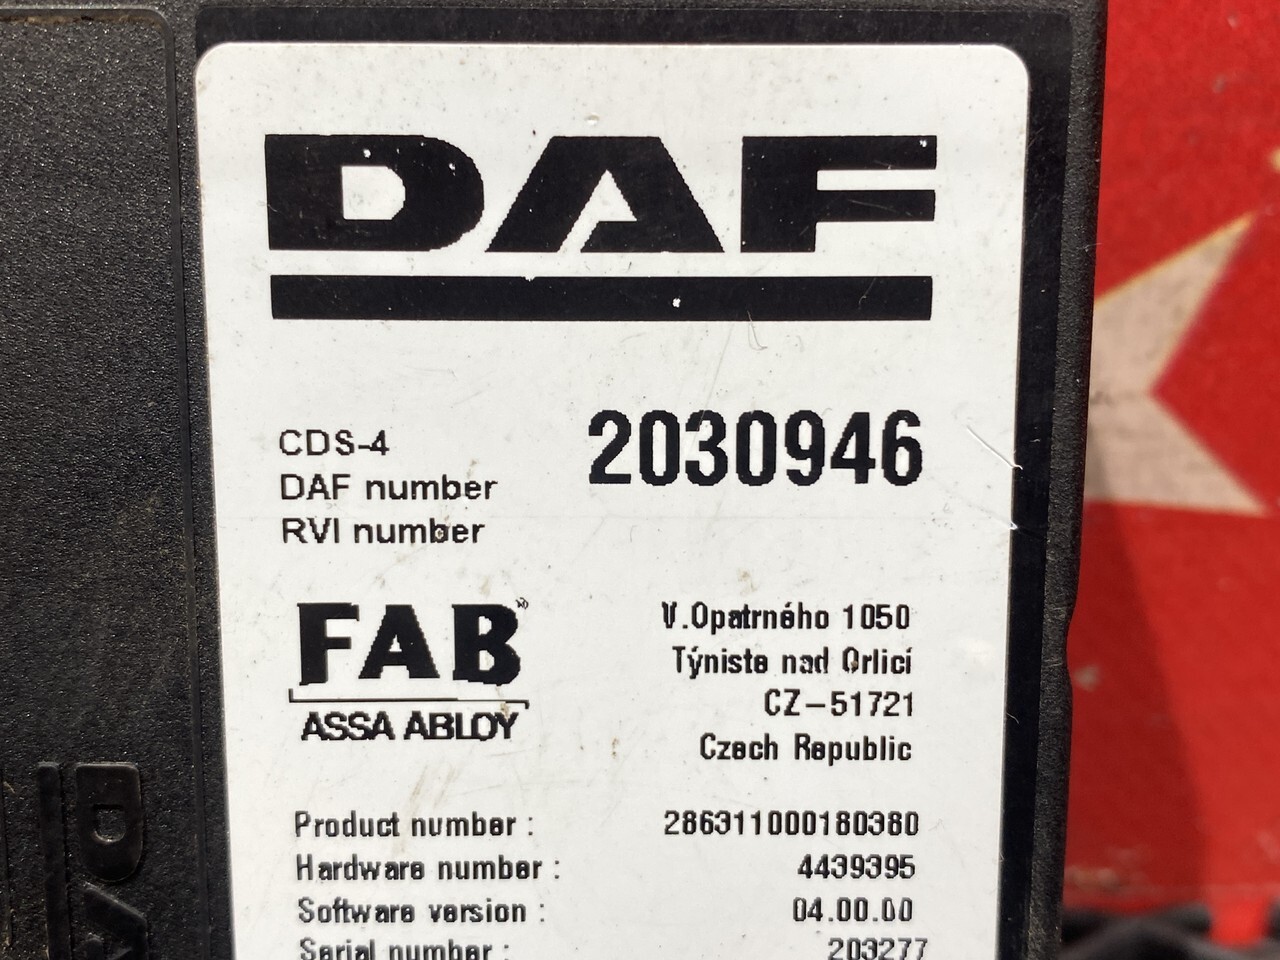 DAF
CDS-4
DAF number 2030946
RVI number
FAB
ASSA ABLOY
V.Opatrného 1050
Týniste nad Orlicí
CZ-51721
Czech Republic
Product number : 286311000180380
Hardware number : 4439395
Software version : 04.00.00
Serial number : 203277
DAF